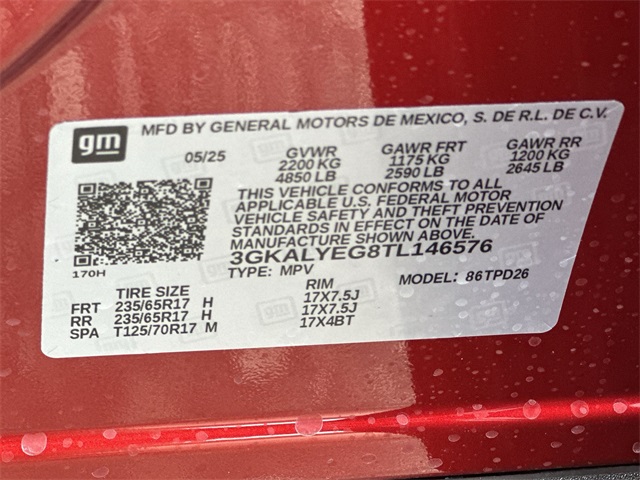 gm MFD BY GENERAL MOTORS DE MEXICO, S. DE R.L. DE C.V.
05/25 GVWR GAWR FRT GAWR RR
2200 KG 1175 KG 1200 KG
4850 LB 2590 LB 2645 LB
THIS VEHICLE CONFORMS TO ALL
APPLICABLE U.S. FEDERAL MOTOR
VEHICLE SAFETY AND THEFT PREVENTION
STANDARDS IN EFFECT ON THE DATE OF
MANUFACTURE SHOWN ABOVE.
170H 3GKALYEG8TL146576
TYPE: MPV MODEL: 86TPD26
TIRE SIZE RIM
FRT 235/65R17 H 17X7.5J
RR 235/65R17 H 17X7.5J
SPA T125/70R17 M 17X4BT